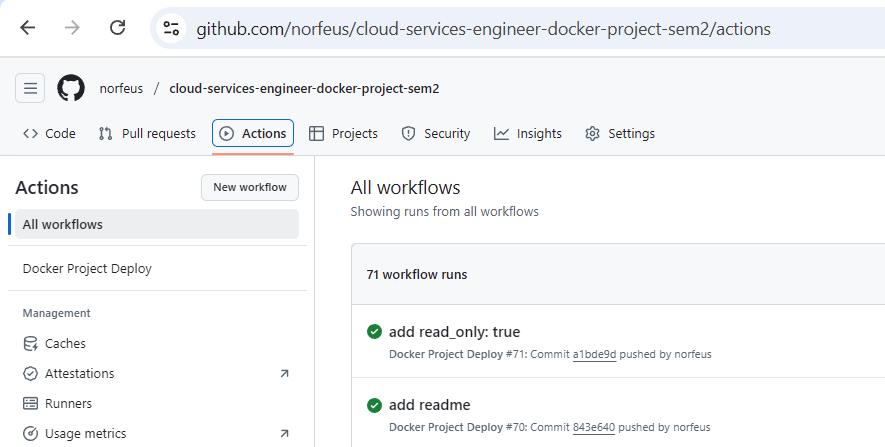 github.com/norfeus/cloud-services-engineer-docker-project-sem2/actions
norfeus / cloud-services-engineer-docker-project-sem2
Code Pull requests Actions Projects Security Insights Settings
Actions
New workflow
All workflows
Docker Project Deploy
Management
Caches
Attestations
Runners
Usage metrics
All workflows
Showing runs from all workflows
71 workflow runs
add read_only: true
Docker Project Deploy #71: Commit a1bde9d pushed by norfeus
add readme
Docker Project Deploy #70: Commit 843e640 pushed by norfeus